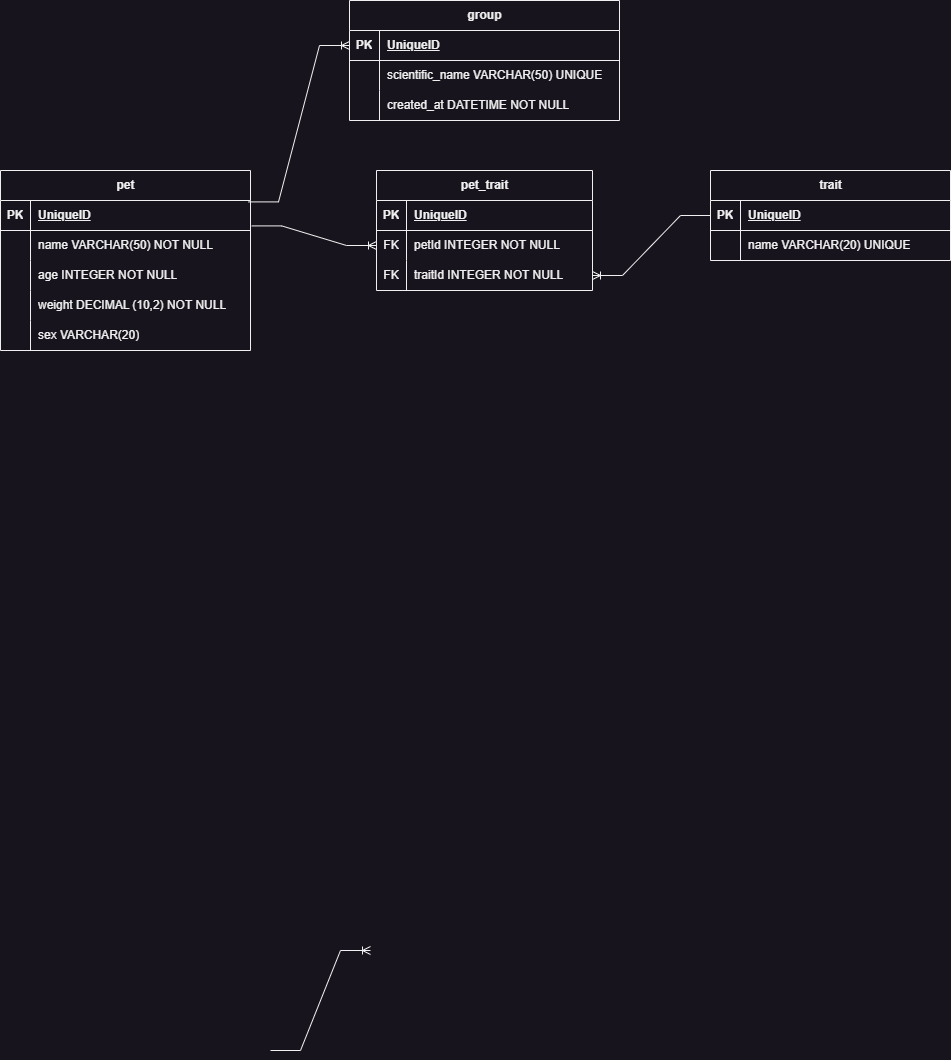 group
PK UniqueID
scientific_name VARCHAR(50) UNIQUE
created_at DATETIME NOT NULL
pet
PK UniqueID
name VARCHAR(50) NOT NULL
age INTEGER NOT NULL
weight DECIMAL (10,2) NOT NULL
sex VARCHAR(20)
pet_trait
PK UniqueID
FK petId INTEGER NOT NULL
FK traitId INTEGER NOT NULL
trait
PK UniqueID
name VARCHAR(20) UNIQUE